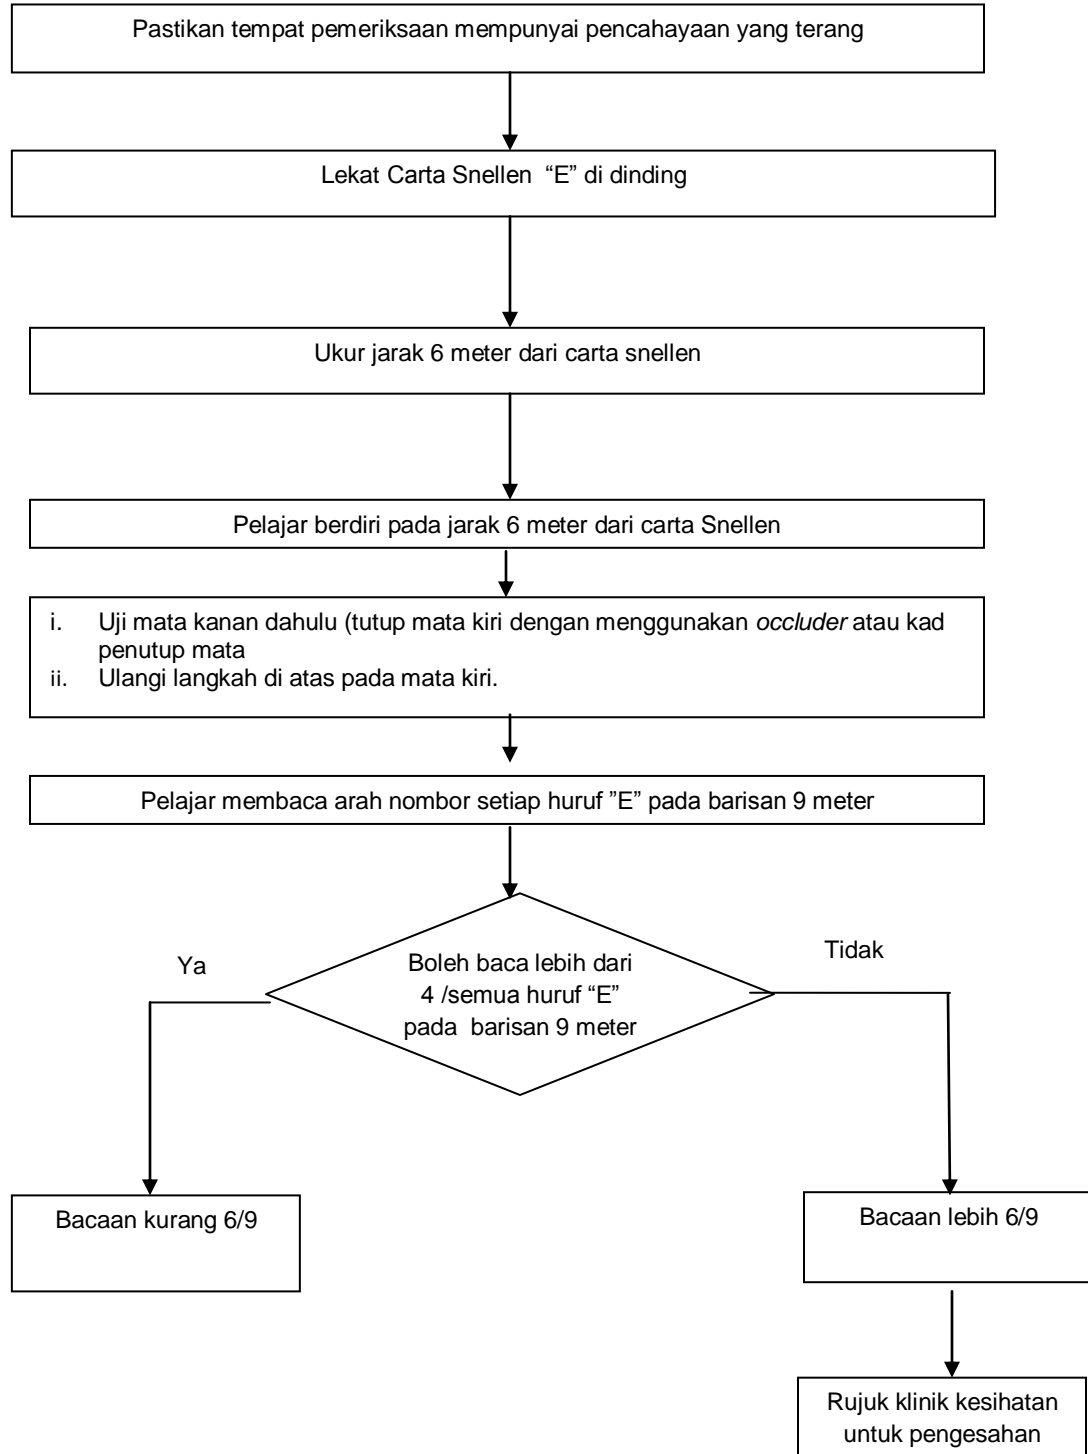 Pastikan tempat pemeriksaan mempunyai pencahayaan yang terang
Lekat Carta Snellen “E” di dinding
Ukur jarak 6 meter dari carta snellen
Pelajar berdiri pada jarak 6 meter dari carta Snellen
i. Uji mata kanan dahulu (tutup mata kiri dengan menggunakan occluder atau kad
penutup mata
ii. Ulangi langkah di atas pada mata kiri.
Pelajar membaca arah nombor setiap huruf ”E” pada barisan 9 meter
Ya
Tidak
Boleh baca lebih dari
4 /semua huruf “E”
pada barisan 9 meter
Bacaan kurang 6/9
Bacaan lebih 6/9
Rujuk klinik kesihatan
untuk pengesahan